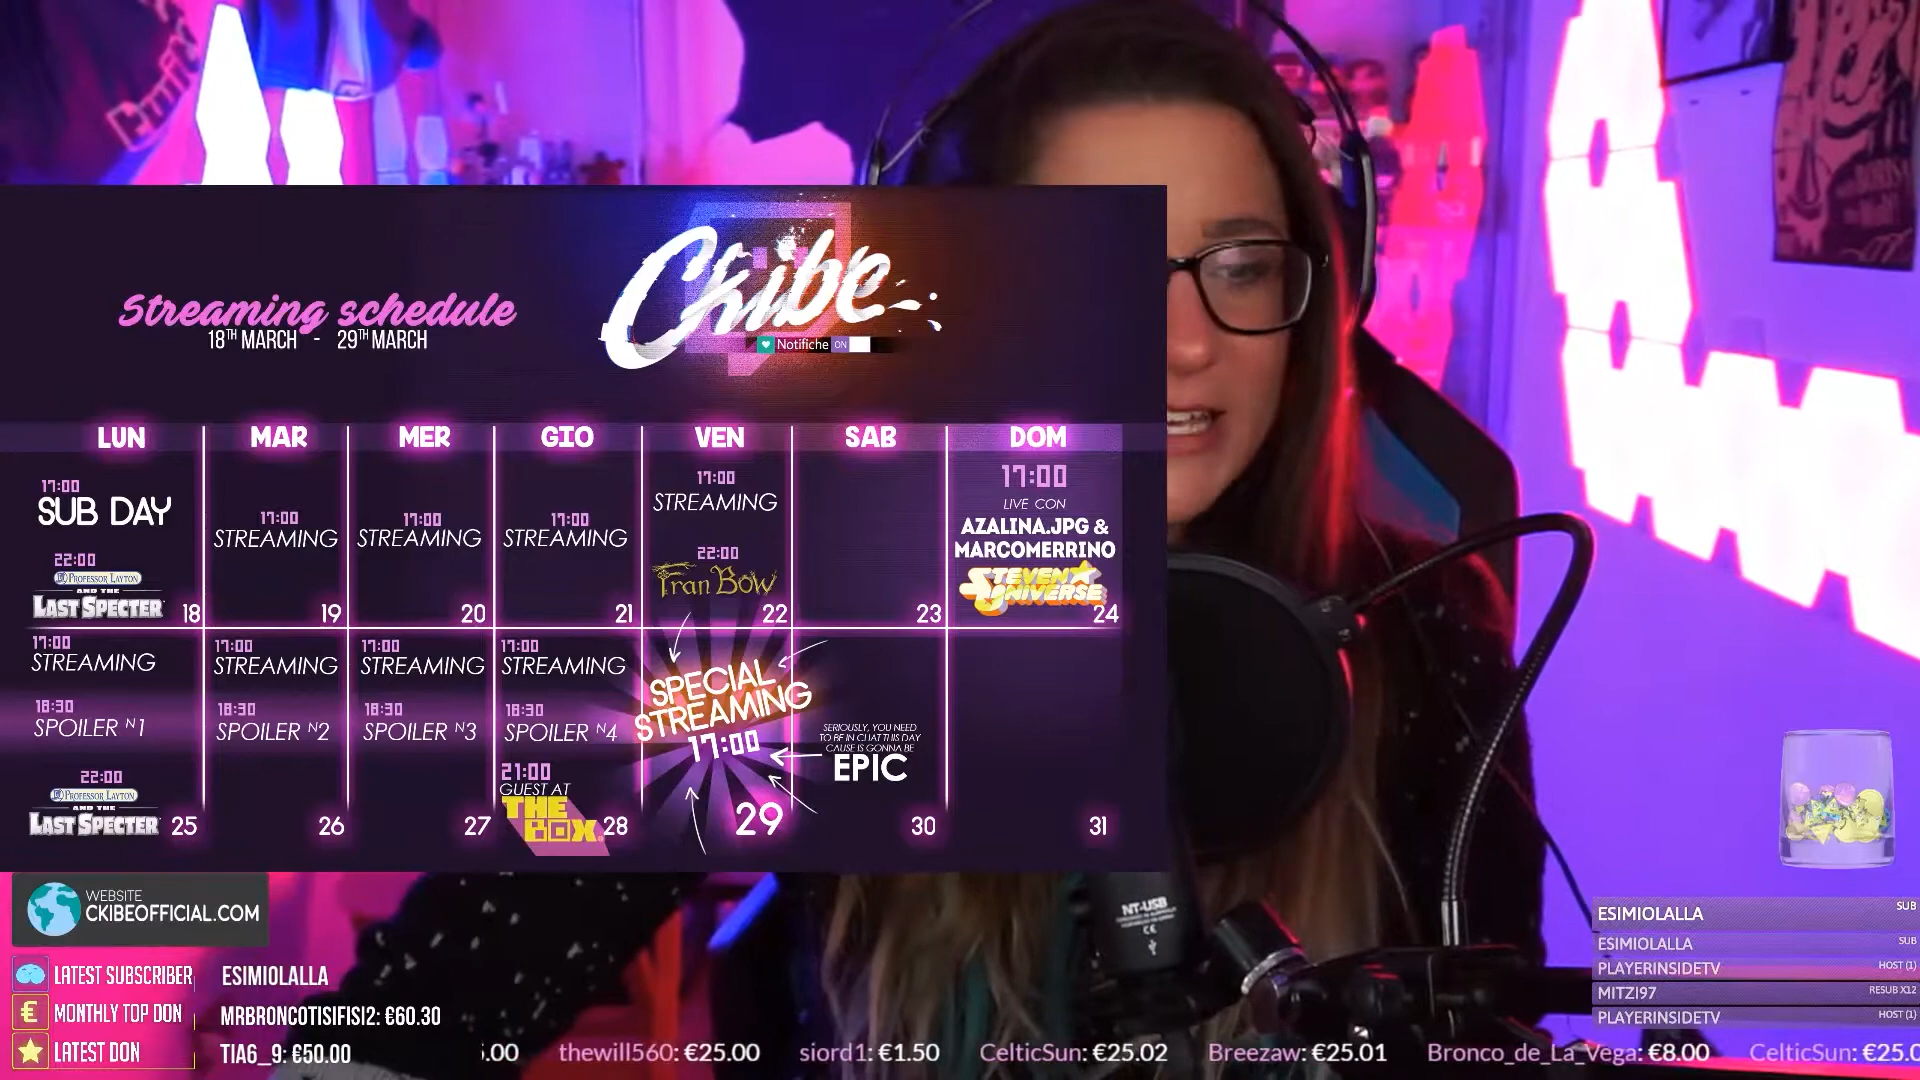 Streaming schedule
18TH MARCH - 29TH MARCH
Ckibe
Notifiche ON
LUN MAR MER GIO VEN SAB DOM
17:00
SUB DAY
22:00
PROFESSOR LAYTON
AND THE
LAST SPECTER
18
17:00
STREAMING
19
17:00
STREAMING
20
17:00
STREAMING
21
17:00
STREAMING
22:00
Fran Bow
22
23
17:00
LIVE CON
AZALINA.JPG &
MARCOMERRINO
STEVEN
UNIVERSE
24
17:00
STREAMING
18:30
SPOILER N1
22:00
PROFESSOR LAYTON
AND THE
LAST SPECTER
25
17:00
STREAMING
18:30
SPOILER N2
26
17:00
STREAMING
18:30
SPOILER N3
27
17:00
STREAMING
18:30
SPOILER N4
21:00
GUEST AT
THE
BOX
28
SPECIAL
STREAMING
17:00
29
SERIOUSLY, YOU NEED
TO BE IN CHAT THIS DAY
CAUSE IS GONNA BE
EPIC
30
31
NT-USB
WEBSITE
CKIBEOFFICIAL.COM
LATEST SUBSCRIBER ESIMIOLALLA
MONTHLY TOP DON MRBRONCOTISIFISI2: €60.30
LATEST DON TIA6_9: €50.00
ESIMIOLALLA SUB
ESIMIOLALLA SUB
PLAYERINSIDETV HOST (1)
MITZI97 RESUB X12
PLAYERINSIDETV HOST (1)
.00 thewill560: €25.00 siord1: €1.50 CelticSun: €25.02 Breezaw: €25.01 Bronco_de_La_Vega: €8.00 CelticSun: €25.0